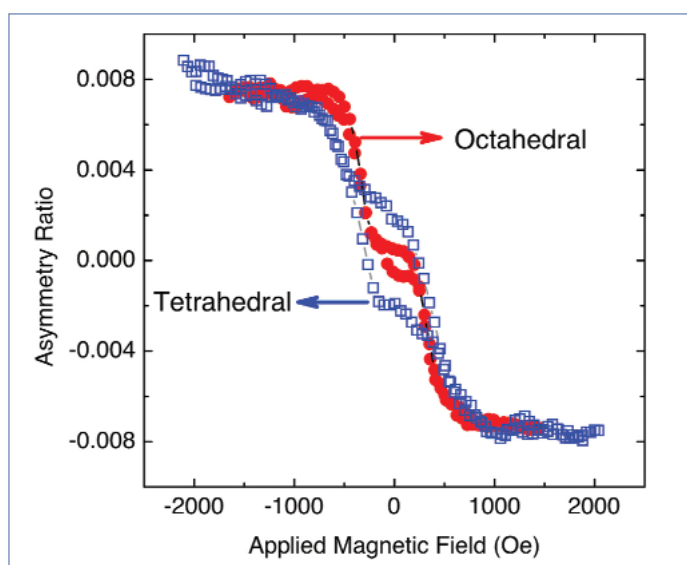 0.008
0.004
0.000
-0.004
-0.008
Asymmetry Ratio
Octahedral
Tetrahedral
-2000 -1000 0 1000 2000
Applied Magnetic Field (Oe)